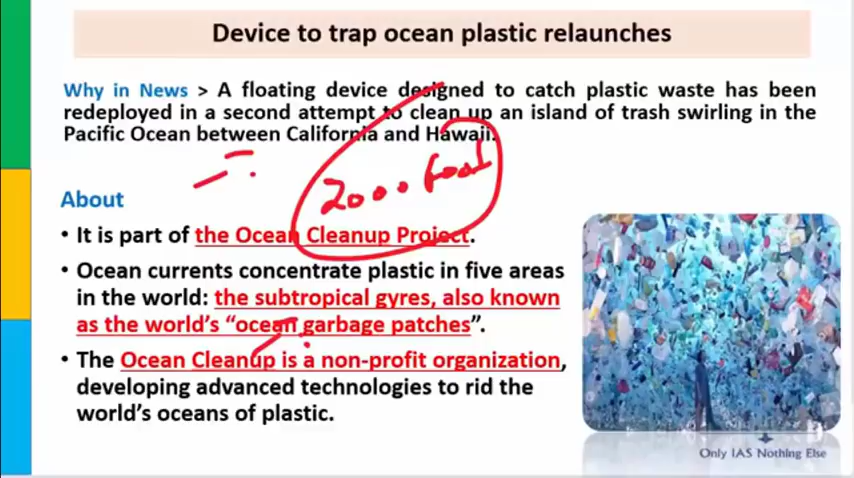 Device to trap ocean plastic relaunches
Why in News > A floating device designed to catch plastic waste has been
redeployed in a second attempt to clean up an island of trash swirling in the
Pacific Ocean between California and Hawaii.
2000 foot
About
• It is part of the Ocean Cleanup Project.
• Ocean currents concentrate plastic in five areas
in the world: the subtropical gyres, also known
as the world's "ocean garbage patches".
• The Ocean Cleanup is a non-profit organization,
developing advanced technologies to rid the
world's oceans of plastic.
Only IAS Nothing Else